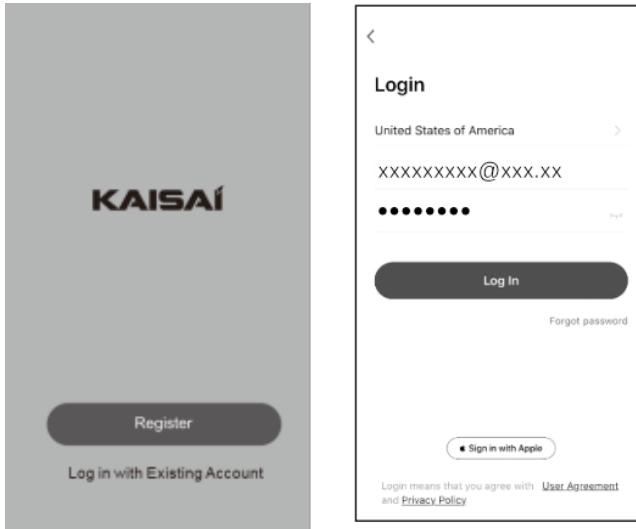 KAISAÍ
Register
Log in with Existing Account
Login
United States of America
xxxxxxxxx@xxx.xx
●●●●●●●●
Log In
Forgot password
Sign in with Apple
Login means that you agree with User Agreement
and Privacy Policy